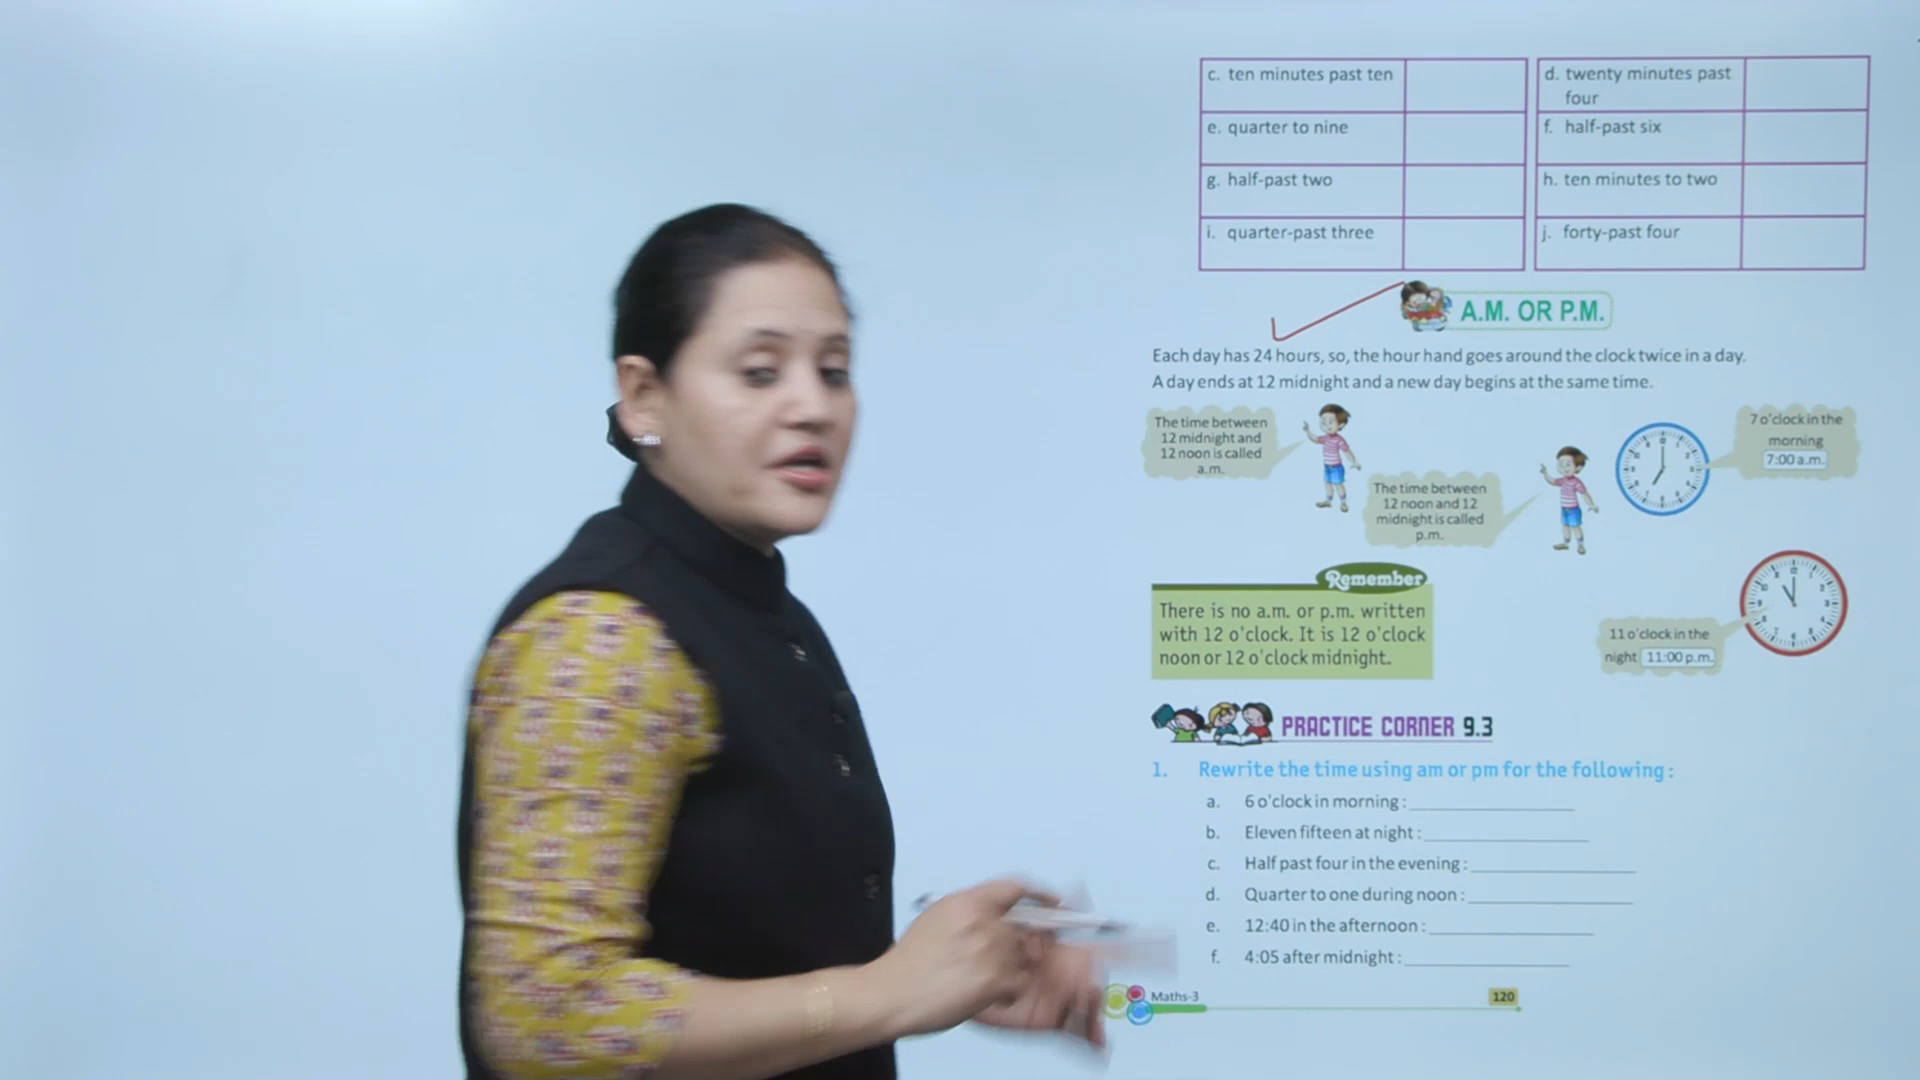 c. ten minutes past ten
d. twenty minutes past
four
e. quarter to nine
f. half-past six
g. half-past two
h. ten minutes to two
i. quarter-past three
j. forty-past four
A.M. OR P.M.
Each day has 24 hours, so, the hour hand goes around the clock twice in a day.
A day ends at 12 midnight and a new day begins at the same time.
The time between
12 midnight and
12 noon is called
a.m.
The time between
12 noon and 12
midnight is called
p.m.
7 o'clock in the
morning
7:00 a.m.
Remember
There is no a.m. or p.m. written
with 12 o'clock. It is 12 o'clock
noon or 12 o'clock midnight.
11 o'clock in the
night 11:00 p.m.
PRACTICE CORNER 9.3
1. Rewrite the time using am or pm for the following :
a. 6 o'clock in morning : ____________
b. Eleven fifteen at night : ____________
c. Half past four in the evening : ____________
d. Quarter to one during noon : ____________
e. 12:40 in the afternoon : ____________
f. 4:05 after midnight : ____________
Maths-3
120